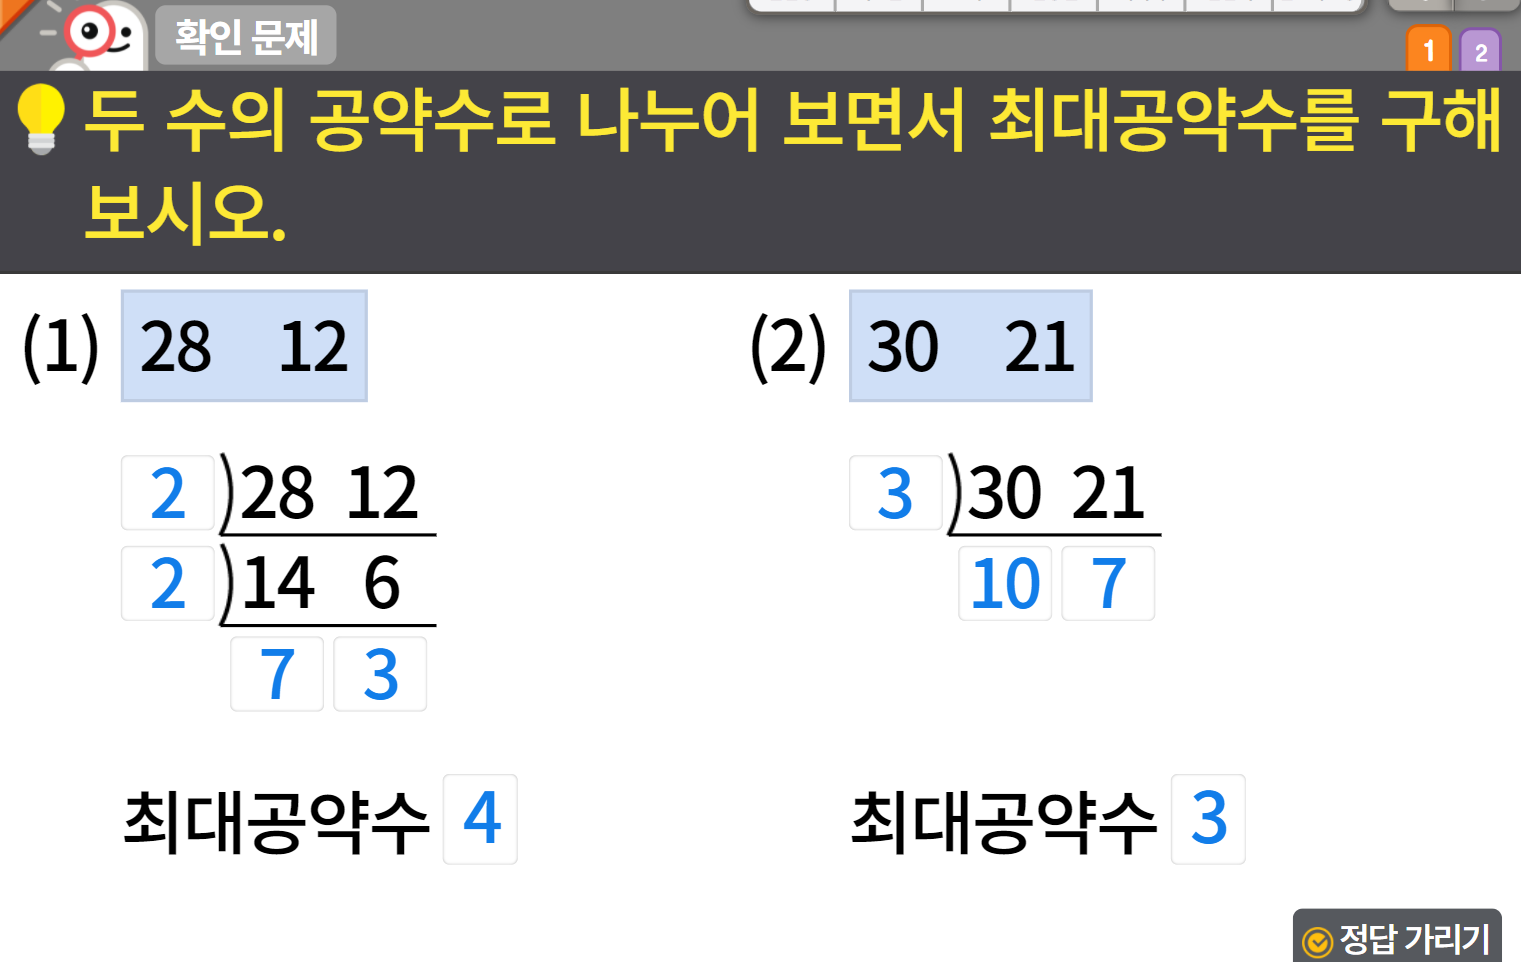 확인 문제
1 2
두 수의 공약수로 나누어 보면서 최대공약수를 구해
보시오.
(1) 28 12
(2) 30 21
2 ) 28 12
3 ) 30 21
2 ) 14 6
10 7
7 3
최대공약수 4
최대공약수 3
정답 가리기